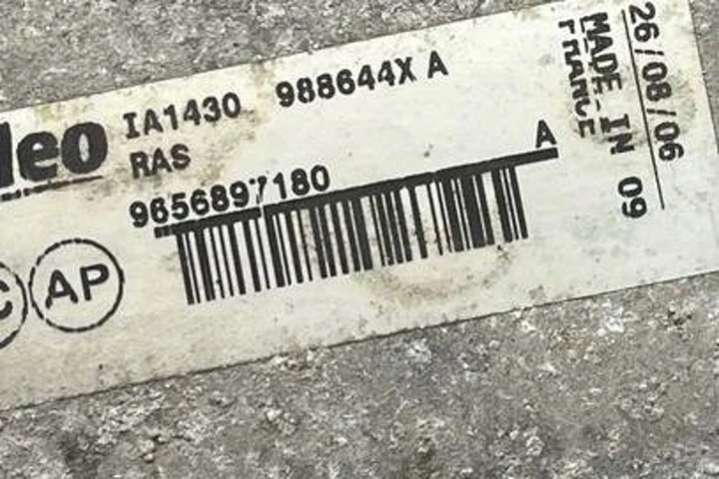 leo IA1430 988644X A
RAS
9656897180 A
C AP
MADE IN
FRANCE
26/08/06
09